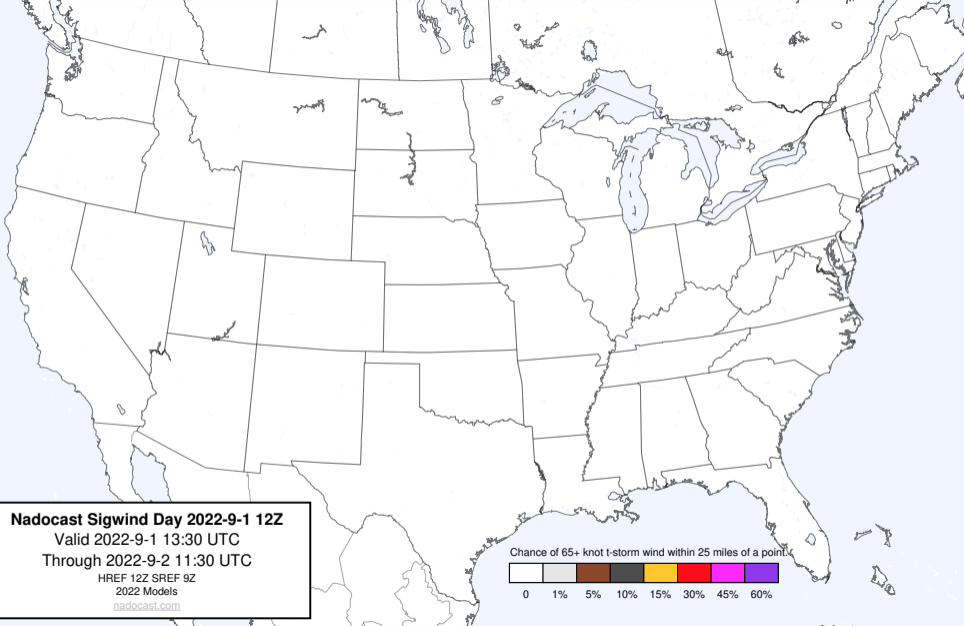 Nadocast Sigwind Day 2022-9-1 12Z
Valid 2022-9-1 13:30 UTC
Through 2022-9-2 11:30 UTC
HREF 12Z SREF 9Z
2022 Models
nadocast.com
Chance of 65+ knot t-storm wind within 25 miles of a point.
0 1% 5% 10% 15% 30% 45% 60%